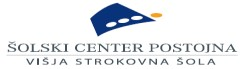 ŠOLSKI CENTER POSTOJNA
VIŠJA STROKOVNA ŠOLA